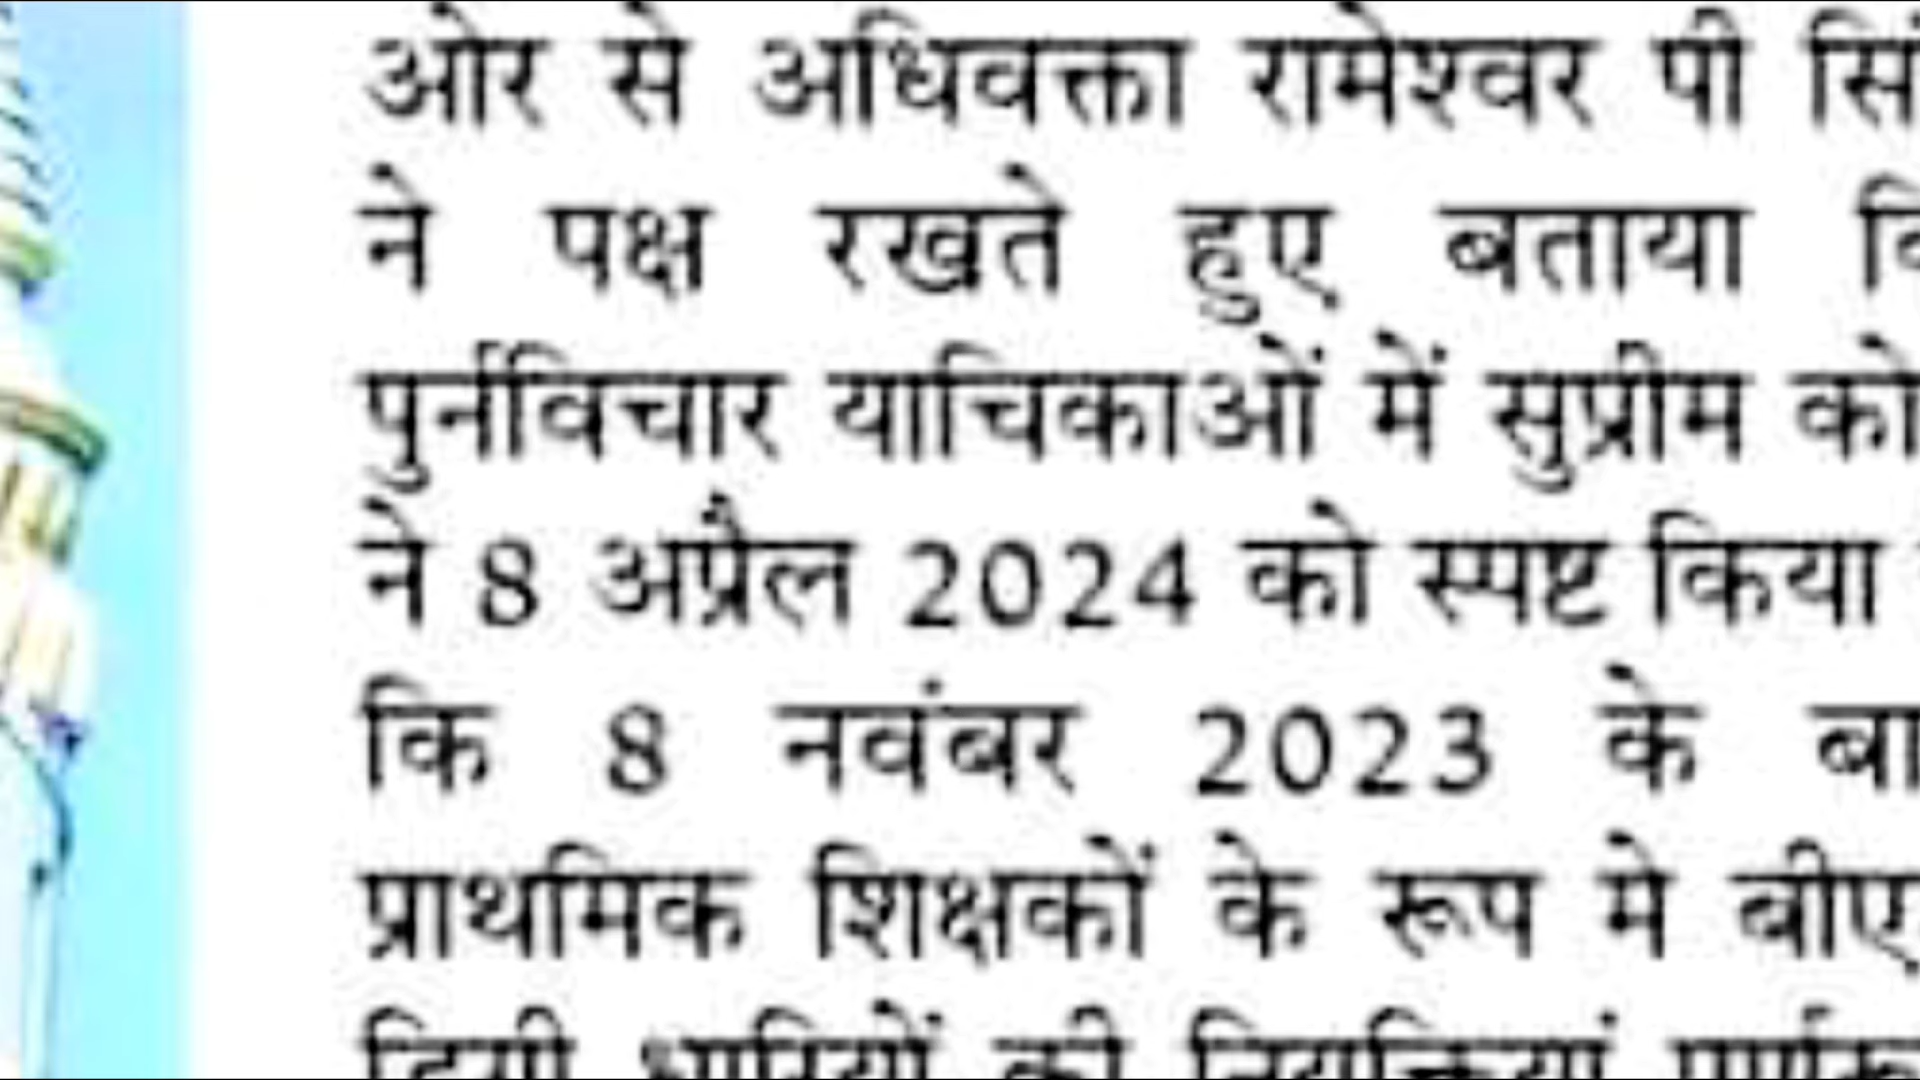 ओर से अधिवक्ता रामेश्वर पी
ने पक्ष रखते हुए बताया
पुर्नविचार याचिकाओं में सुप्रीम को
ने 8 अप्रैल 2024 को स्पष्ट किया
कि 8 नवंबर 2023 के बा
प्राथमिक शिक्षकों के रूप मे बीए